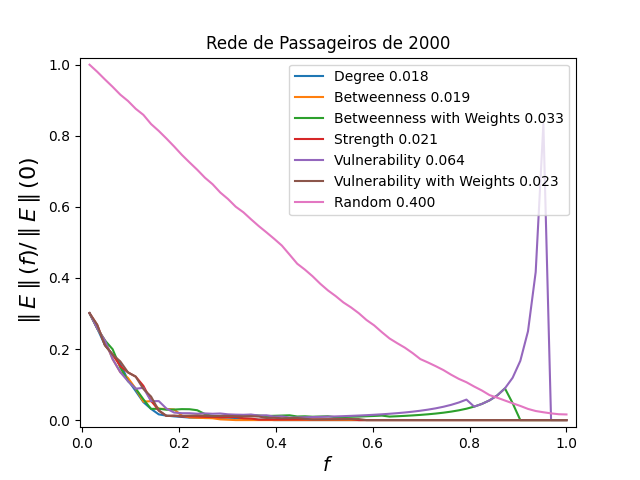 Rede de Passageiros de 2000
Degree 0.018
Betweenness 0.019
Betweenness with Weights 0.033
Strength 0.021
Vulnerability 0.064
Vulnerability with Weights 0.023
Random 0.400
‖ E ‖ (f)/ ‖ E ‖ (0)
1.0
0.8
0.6
0.4
0.2
0.0
0.0 0.2 0.4 0.6 0.8 1.0
f